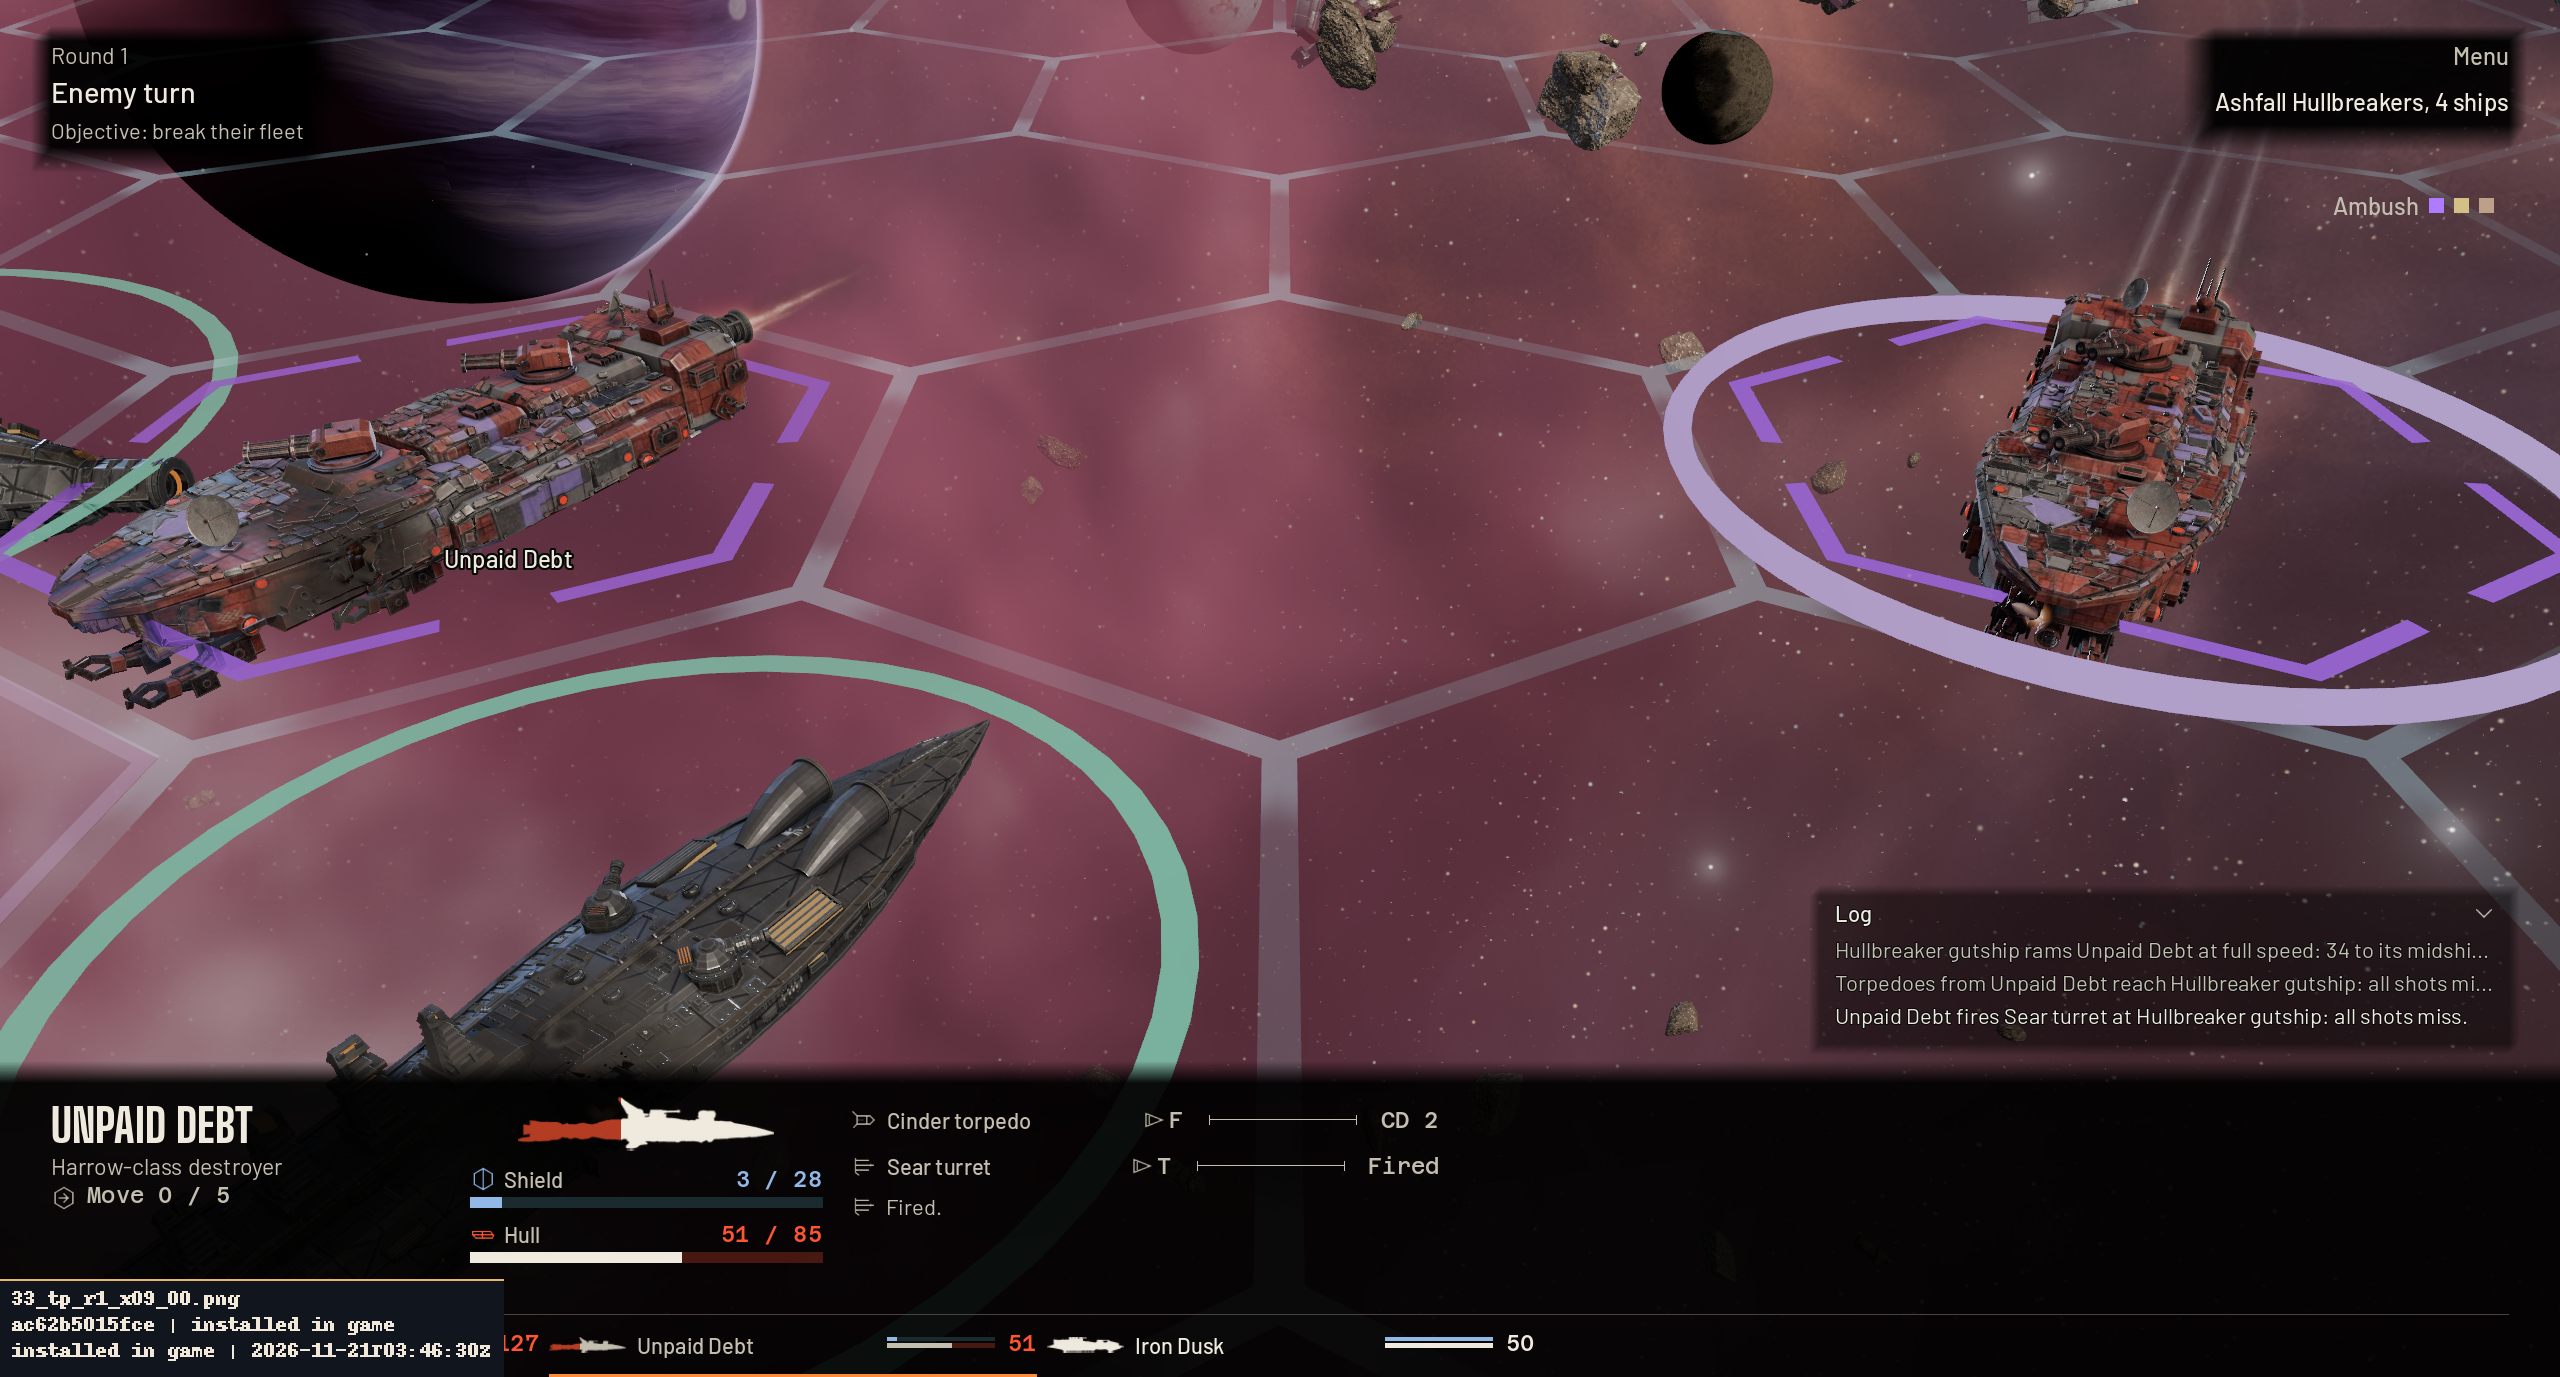 Round 1
Enemy turn
Objective: break their fleet
Menu
Ashfall Hullbreakers, 4 ships
Ambush
Unpaid Debt
Log
Hullbreaker gutship rams Unpaid Debt at full speed: 34 to its midshi...
Torpedoes from Unpaid Debt reach Hullbreaker gutship: all shots mi...
Unpaid Debt fires Sear turret at Hullbreaker gutship: all shots miss.
UNPAID DEBT
Harrow-class destroyer
Move 0 / 5
Shield 3 / 28
Hull 51 / 85
Cinder torpedo F CD 2
Sear turret T Fired
Fired.
33_tp_r1_x09_00.png
ac62b5015fce | installed in game
installed in game | 2026-11-21T03:46:30Z
127 Unpaid Debt 51 Iron Dusk 50